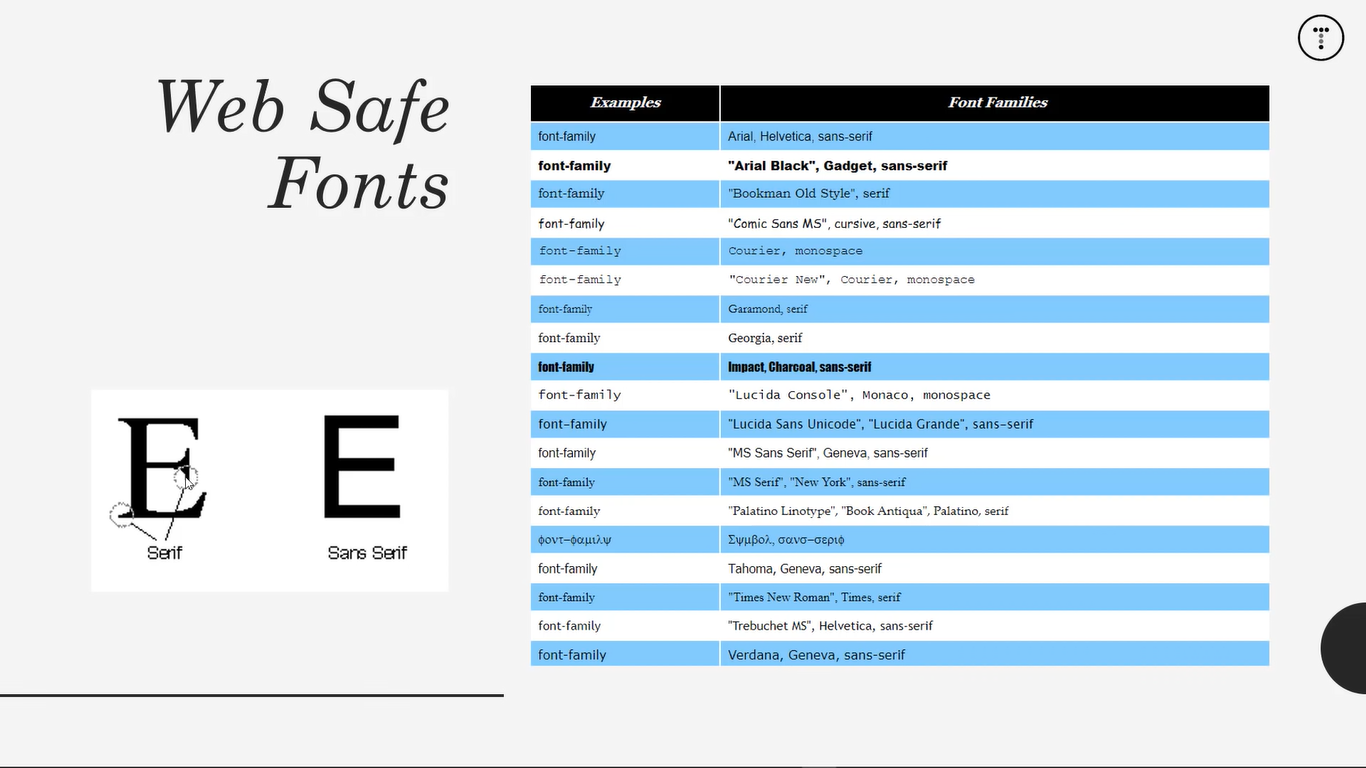 Web Safe
Fonts
Examples Font Families
font-family Arial, Helvetica, sans-serif
font-family "Arial Black", Gadget, sans-serif
font-family "Bookman Old Style", serif
font-family "Comic Sans MS", cursive, sans-serif
font-family Courier, monospace
font-family "Courier New", Courier, monospace
font-family Garamond, serif
font-family Georgia, serif
font-family Impact, Charcoal, sans-serif
font-family "Lucida Console", Monaco, monospace
font-family "Lucida Sans Unicode", "Lucida Grande", sans-serif
font-family "MS Sans Serif", Geneva, sans-serif
font-family "MS Serif", "New York", sans-serif
font-family "Palatino Linotype", "Book Antiqua", Palatino, serif
φοντ−φαμιλψ Σψμβολ, σανσ−σεριφ
font-family Tahoma, Geneva, sans-serif
font-family "Times New Roman", Times, serif
font-family "Trebuchet MS", Helvetica, sans-serif
font-family Verdana, Geneva, sans-serif
E E
Serif Sans Serif
T